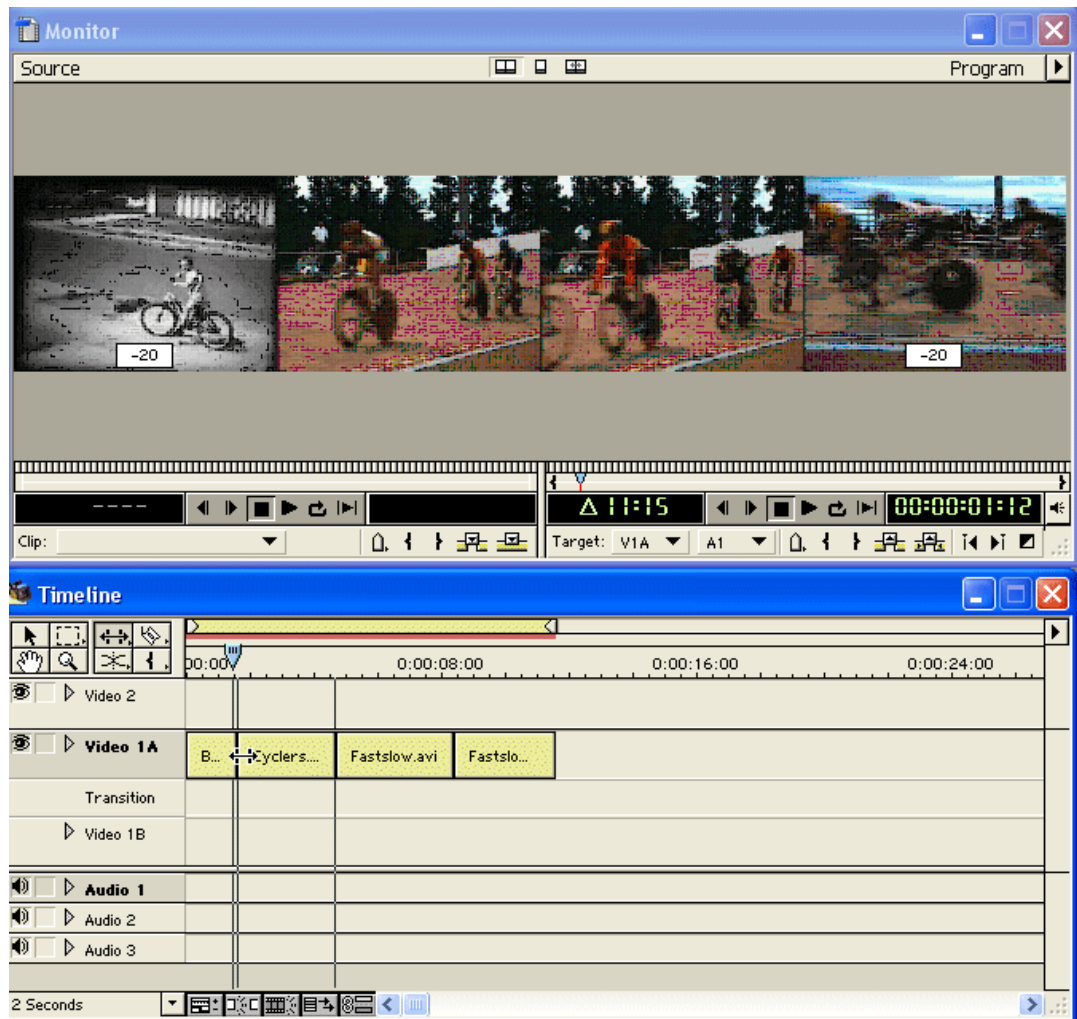 Monitor
Source
Program
-20
-20
----
Δ 11:15
00:00:01:12
Clip:
Target: V1A A1
Timeline
00:00
0:00:08:00
0:00:16:00
0:00:24:00
Video 2
Video 1A
B...
Cyclers....
Fastslow.avi
Fastslo...
Transition
Video 1B
Audio 1
Audio 2
Audio 3
2 Seconds